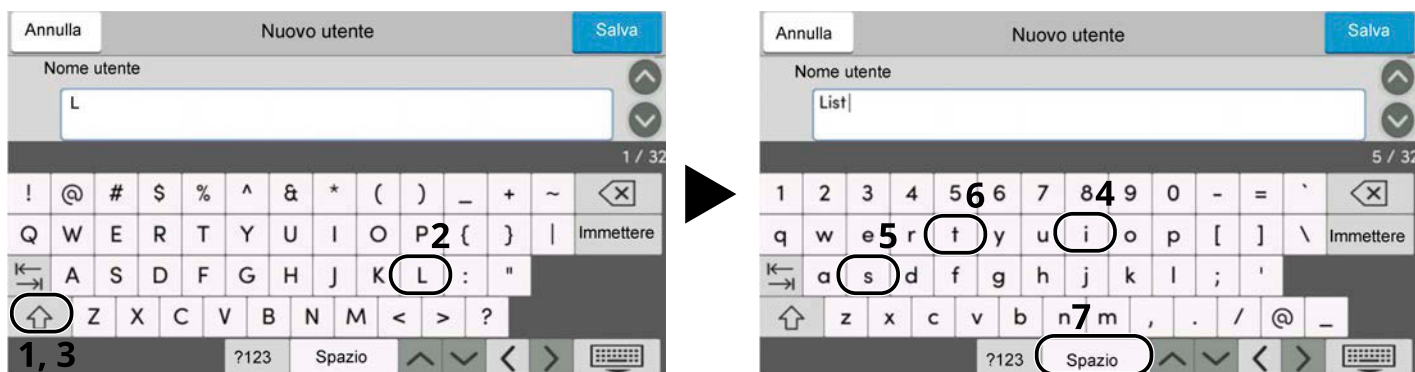 Annulla Nuovo utente Salva
Nome utente
L
1 / 32
! @ # $ % ^ & * ( ) _ + ~
Q W E R T Y U I O P { } | Immettere
2
A S D F G H J K L : "
Z X C V B N M < > ?
1, 3
?123 Spazio
Annulla Nuovo utente Salva
Nome utente
List
5 / 32
1 2 3 4 5 6 7 8 9 0 - = `
6 4
q w e r t y u i o p [ ] \ Immettere
5
a s d f g h j k l ; '
z x c v b n m , . / @ _
7
?123 Spazio